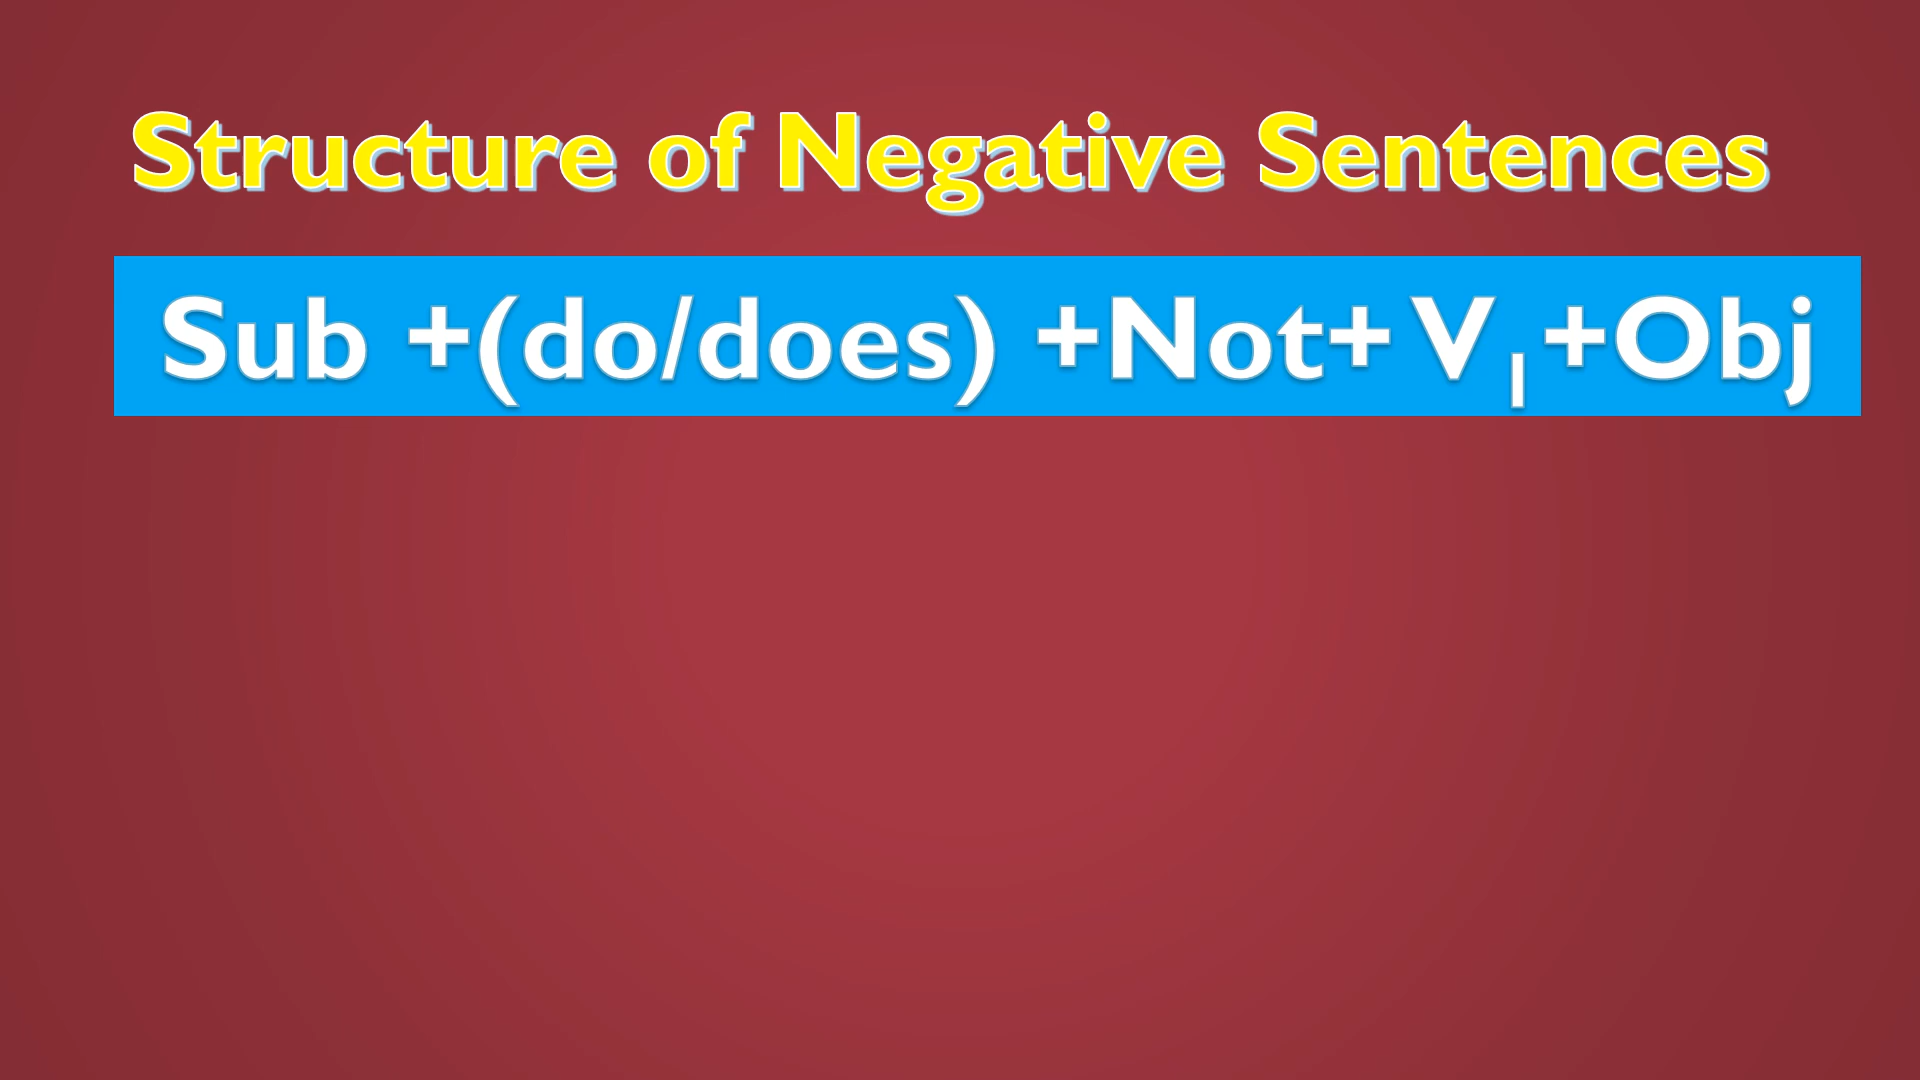 Structure of Negative Sentences
Sub +(do/does) +Not+ V₁+Obj